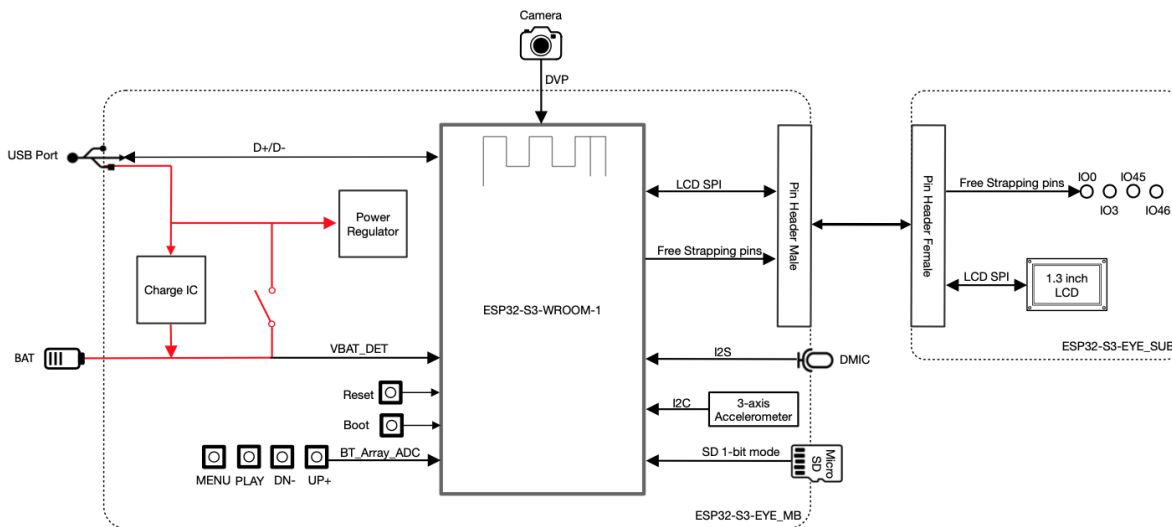 Camera
DVP
USB Port
D+/D-
Power
Regulator
Charge IC
BAT
VBAT_DET
Reset
Boot
BT_Array_ADC
MENU
PLAY
DN-
UP+
ESP32-S3-WROOM-1
LCD SPI
Free Strapping pins
Pin Header Male
I2S
DMIC
I2C
3-axis
Accelerometer
SD 1-bit mode
Micro
SD
ESP32-S3-EYE_MB
Pin Header Female
Free Strapping pins
IO0
IO45
IO3
IO46
LCD SPI
1.3 inch
LCD
ESP32-S3-EYE_SUB